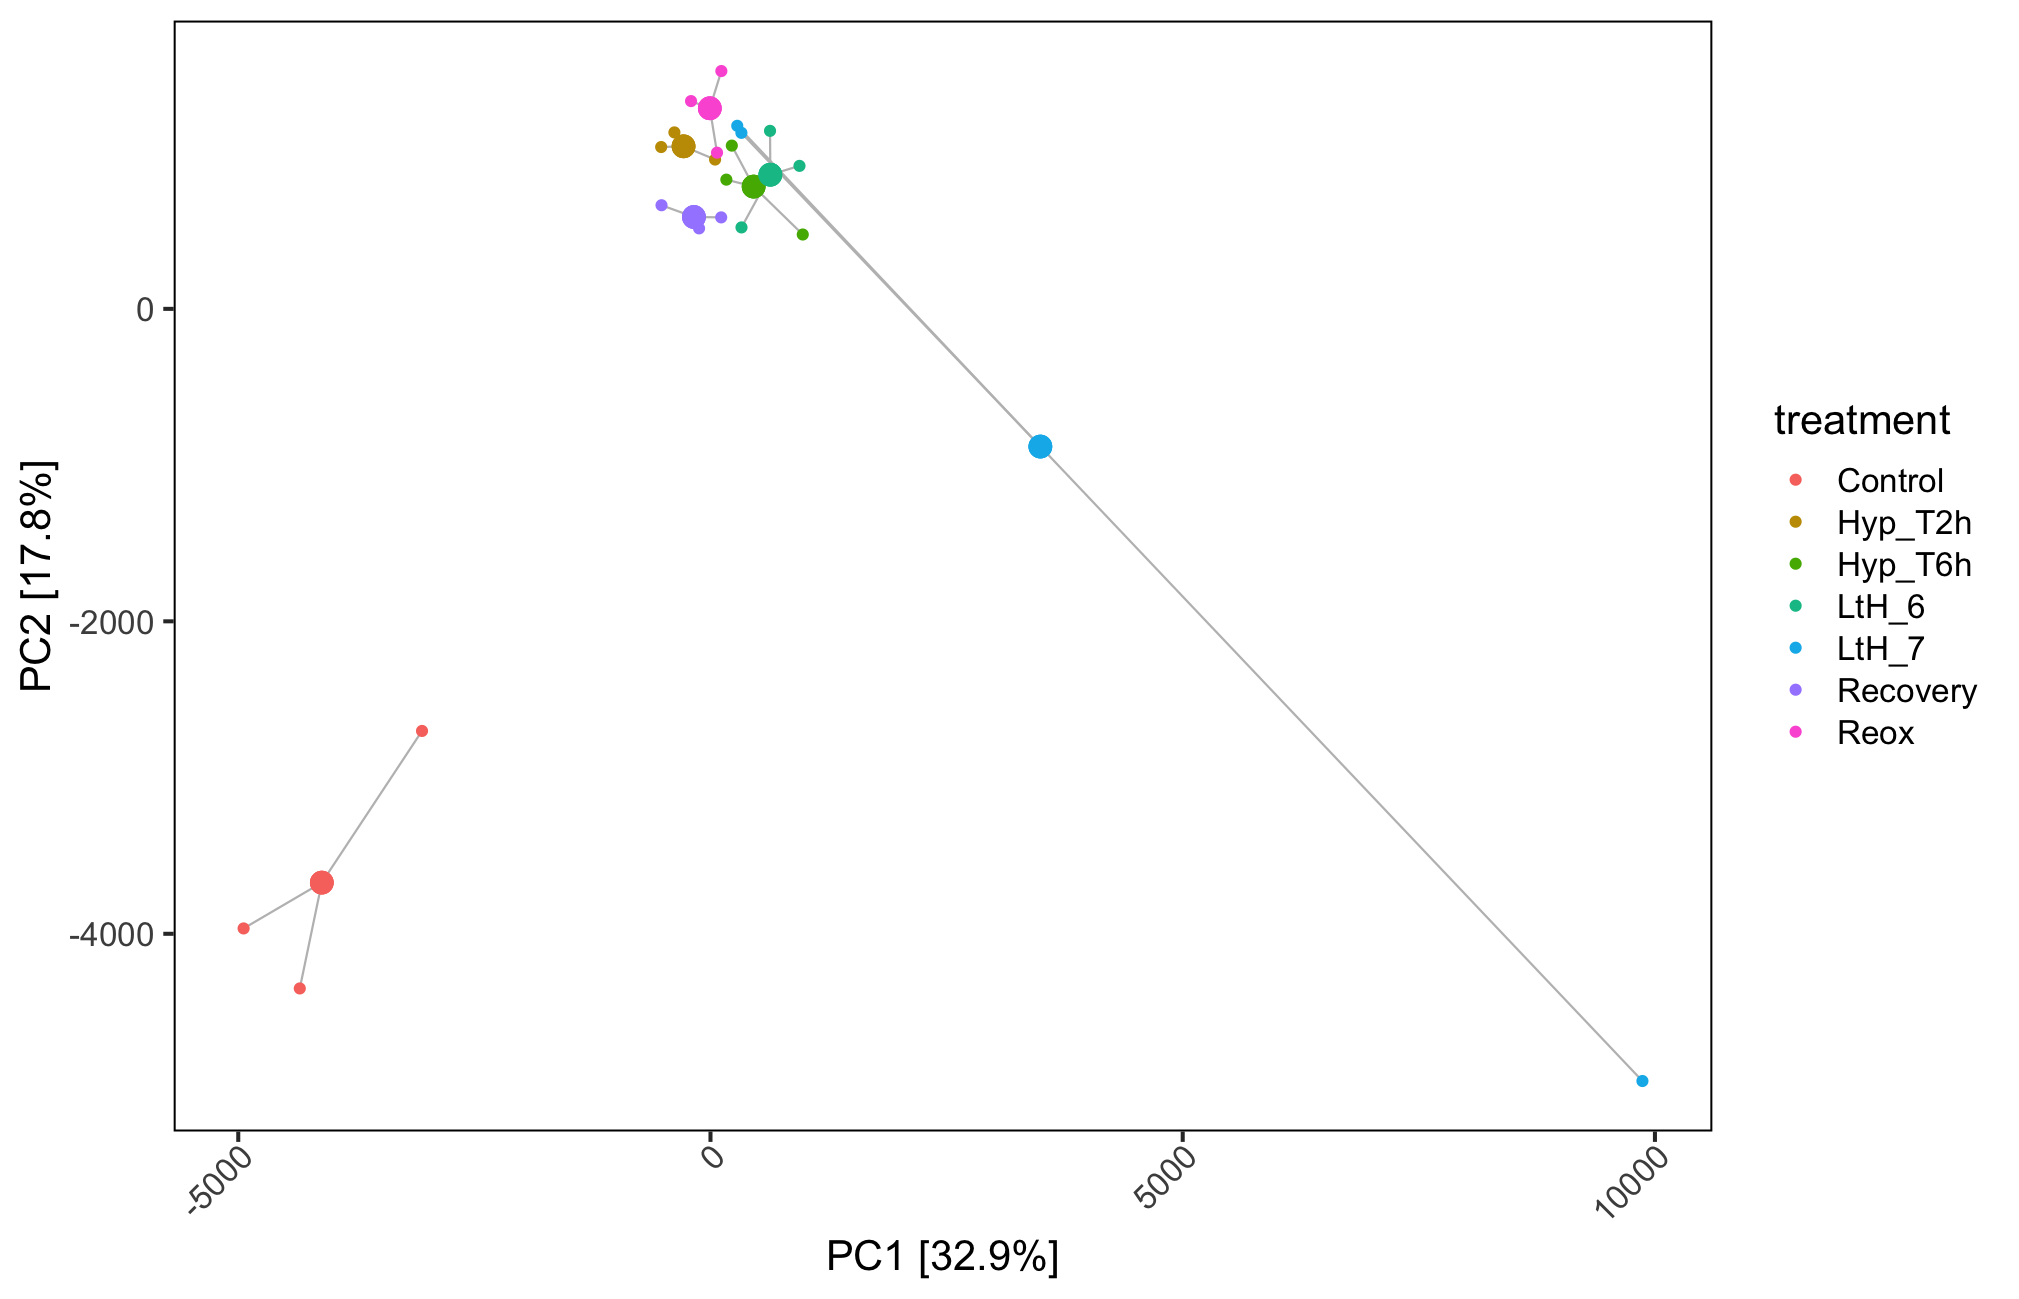 0
-2000
-4000
PC2 [17.8%]
-5000
0
5000
10000
PC1 [32.9%]
treatment
Control
Hyp_T2h
Hyp_T6h
LtH_6
LtH_7
Recovery
Reox